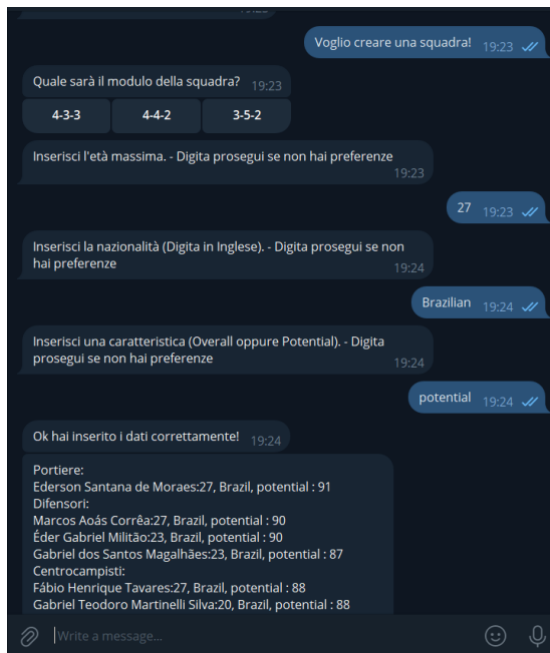 Voglio creare una squadra! 19:23
Quale sarà il modulo della squadra? 19:23
4-3-3 4-4-2 3-5-2
Inserisci l'età massima. - Digita prosegui se non hai preferenze
19:23
27 19:23
Inserisci la nazionalità (Digita in Inglese). - Digita prosegui se non
hai preferenze 19:24
Brazilian 19:24
Inserisci una caratteristica (Overall oppure Potential). - Digita
prosegui se non hai preferenze 19:24
potential 19:24
Ok hai inserito i dati correttamente! 19:24
Portiere:
Ederson Santana de Moraes:27, Brazil, potential : 91
Difensori:
Marcos Aoás Corrêa:27, Brazil, potential : 90
Éder Gabriel Militão:23, Brazil, potential : 90
Gabriel dos Santos Magalhães:23, Brazil, potential : 87
Centrocampisti:
Fábio Henrique Tavares:27, Brazil, potential : 88
Gabriel Teodoro Martinelli Silva:20, Brazil, potential : 88
Write a message...